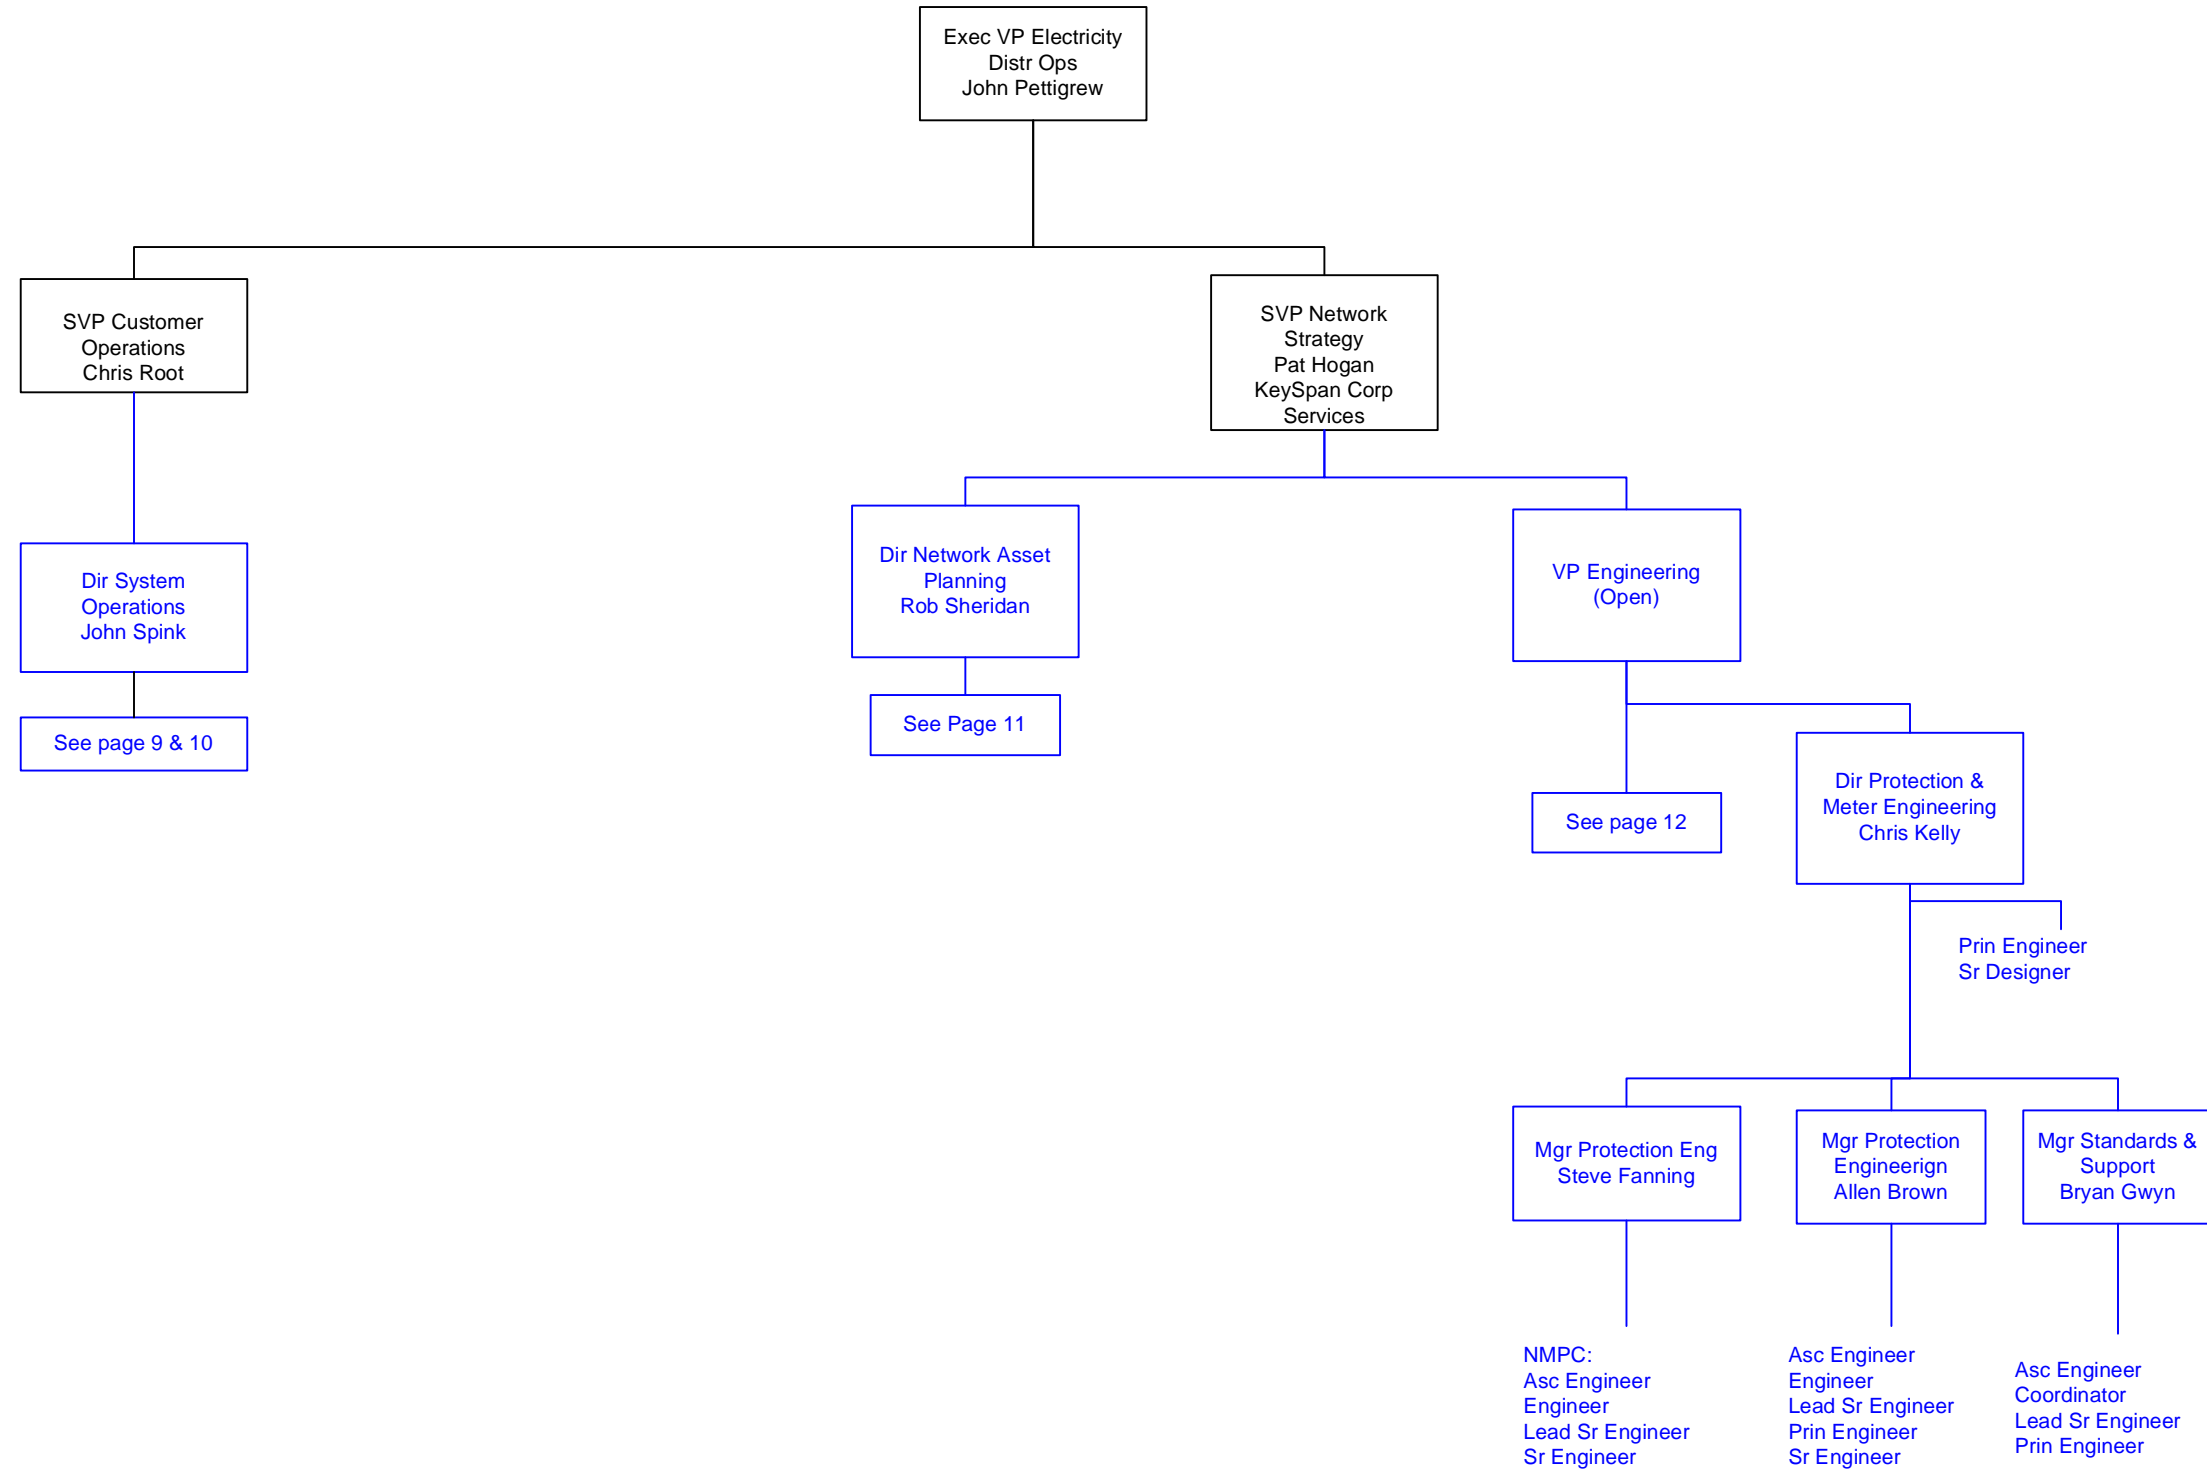 Exec VP Electricity
Distr Ops
John Pettigrew
SVP Customer
Operations
Chris Root
SVP Network
Strategy
Pat Hogan
KeySpan Corp
Services
Dir System
Operations
John Spink
Dir Network Asset
Planning
Rob Sheridan
VP Engineering
(Open)
See page 9 & 10
See Page 11
See page 12
Dir Protection &
Meter Engineering
Chris Kelly
Prin Engineer
Sr Designer
Mgr Protection Eng
Steve Fanning
Mgr Protection
Engineerign
Allen Brown
Mgr Standards &
Support
Bryan Gwyn
NMPC:
Asc Engineer
Engineer
Lead Sr Engineer
Sr Engineer
Asc Engineer
Engineer
Lead Sr Engineer
Prin Engineer
Sr Engineer
Asc Engineer
Coordinator
Lead Sr Engineer
Prin Engineer